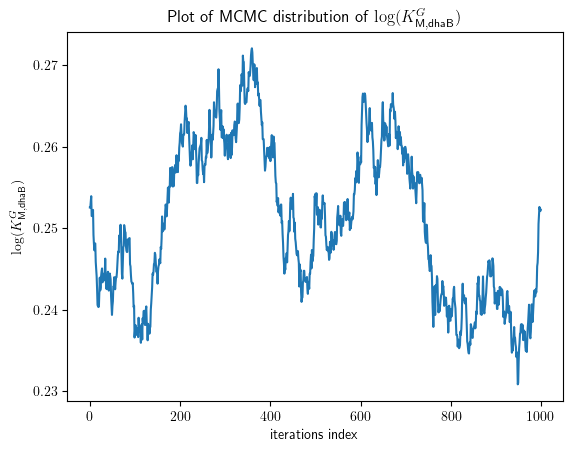 Plot of MCMC distribution of log(K^G_M,dhaB)
log(K^G_M,dhaB)
0.27
0.26
0.25
0.24
0.23
0 200 400 600 800 1000
iterations index